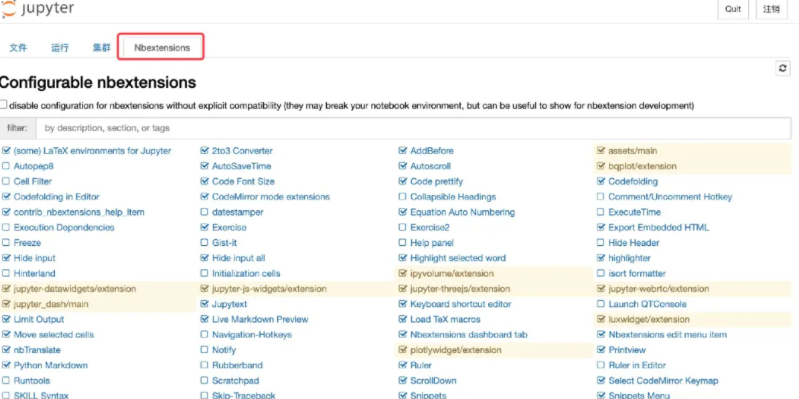 jupyter Quit 注销
文件 运行 集群 Nbextensions
Configurable nbextensions
disable configuration for nbextensions without explicit compatibility (they may break your notebook environment, but can be useful to show for nbextension development)
filter: by description, section, or tags
(some) LaTeX environments for Jupyter 2to3 Converter AddBefore assets/main
Autopep8 AutoSaveTime Autoscroll bqplot/extension
Cell Filter Code Font Size Code prettify Codefolding
Codefolding in Editor CodeMirror mode extensions Collapsible Headings Comment/Uncomment Hotkey
contrib_nbextensions_help_item datestamper Equation Auto Numbering ExecuteTime
Execution Dependencies Exercise Exercise2 Export Embedded HTML
Freeze Gist-it Help panel Hide Header
Hide input Hide input all Highlight selected word highlighter
Hinterland Initialization cells ipyvolume/extension isort formatter
jupyter-datawidgets/extension jupyter-js-widgets/extension jupyter-threejs/extension jupyter-webrtc/extension
jupyter_dash/main Jupytext Keyboard shortcut editor Launch QTConsole
Limit Output Live Markdown Preview Load TeX macros luxwidget/extension
Move selected cells Navigation-Hotkeys Nbextensions dashboard tab Nbextensions edit menu item
nbTranslate Notify plotlywidget/extension Printview
Python Markdown Rubberband Ruler Ruler in Editor
Runtools Scratchpad ScrollDown Select CodeMirror Keymap
SKILL Syntax Skip-Traceback Snippets Snippets Menu